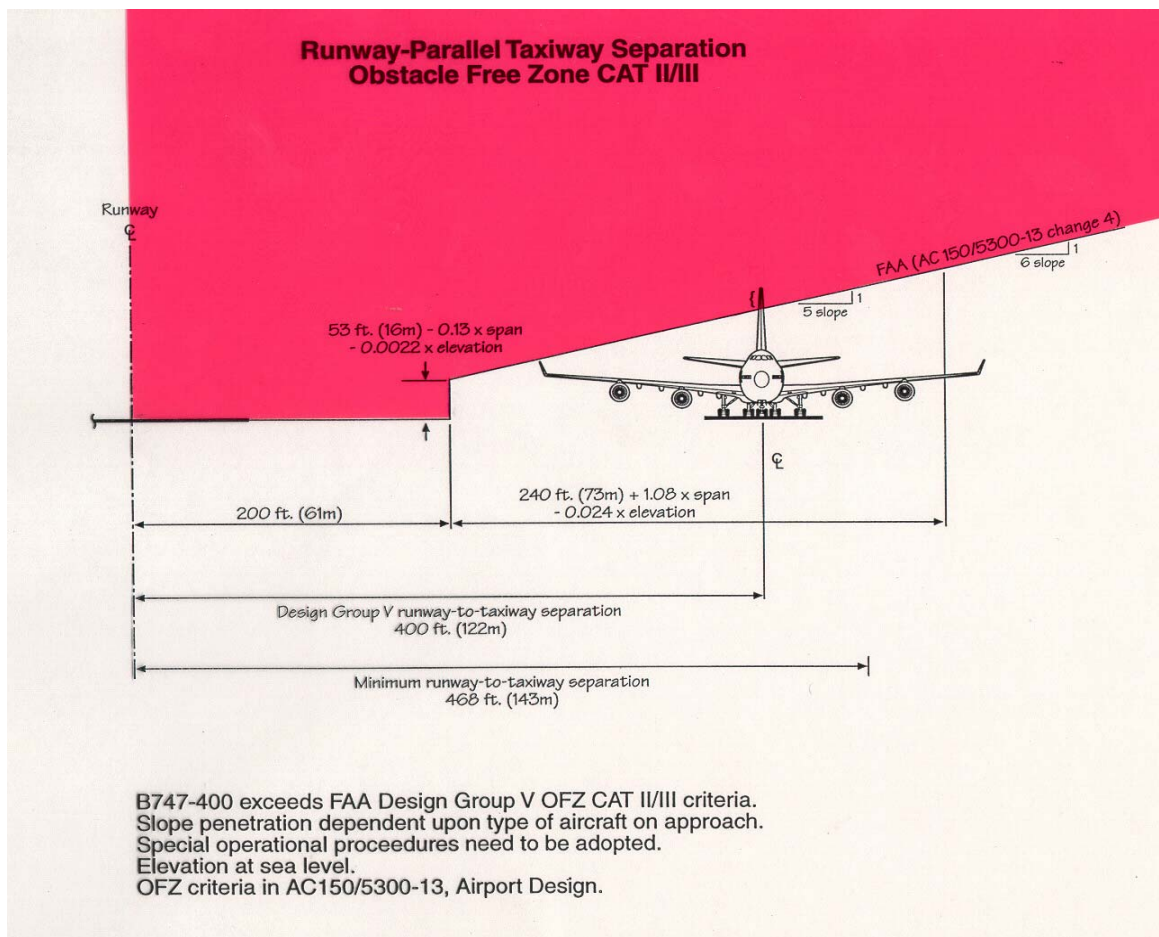 Runway-Parallel Taxiway Separation
Obstacle Free Zone CAT II/III
Runway
℄
FAA (AC 150/5300-13 change 4)
1
6 slope
1
5 slope
53 ft. (16m) - 0.13 x span
- 0.0022 x elevation
℄
240 ft. (73m) + 1.08 x span
- 0.024 x elevation
200 ft. (61m)
Design Group V runway-to-taxiway separation
400 ft. (122m)
Minimum runway-to-taxiway separation
468 ft. (143m)
B747-400 exceeds FAA Design Group V OFZ CAT II/III criteria.
Slope penetration dependent upon type of aircraft on approach.
Special operational proceedures need to be adopted.
Elevation at sea level.
OFZ criteria in AC150/5300-13, Airport Design.